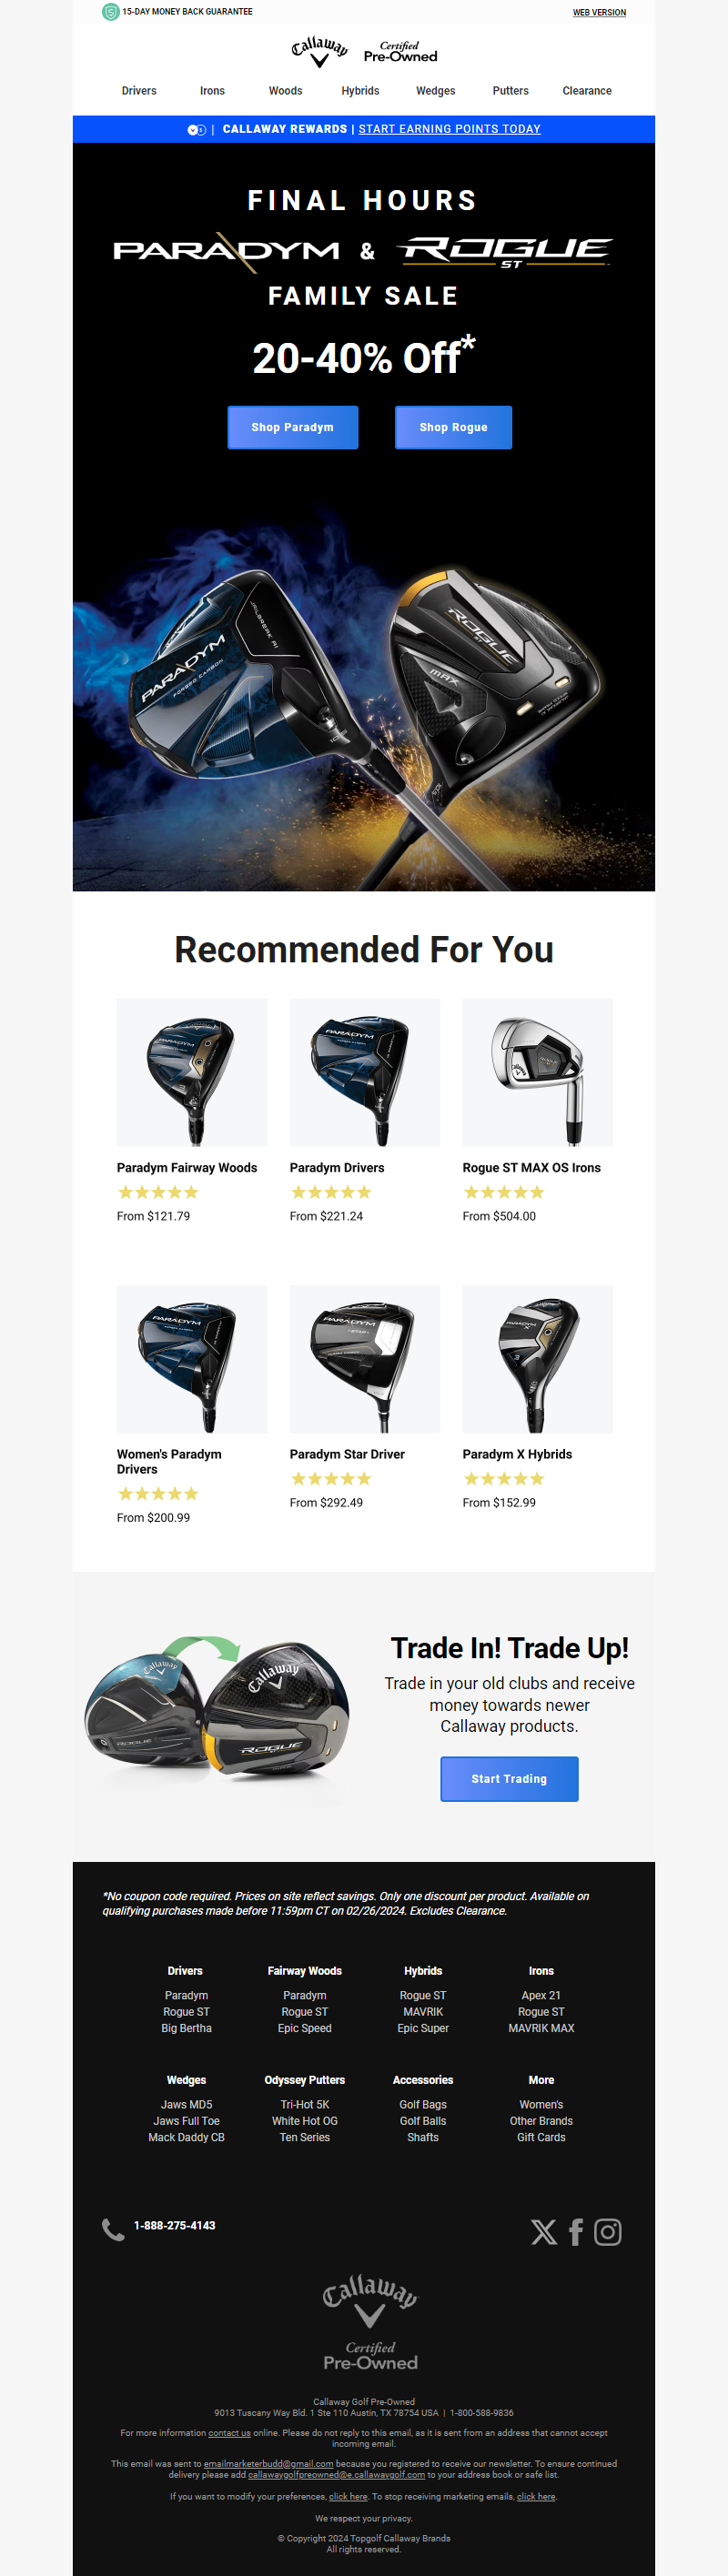 15-DAY MONEY BACK GUARANTEE
WEB VERSION
Callaway
Certified
Pre-Owned
Drivers
Irons
Woods
Hybrids
Wedges
Putters
Clearance
| CALLAWAY REWARDS | START EARNING POINTS TODAY
FINAL HOURS
PARADYM & ROGUE
ST
FAMILY SALE
20-40% Off*
Shop Paradym
Shop Rogue
JAILBREAK AI
PARADYM
FORGED CARBON
ROGUE
ST
MAX
Recommended For You
Paradym Fairway Woods
From $121.79
Paradym Drivers
From $221.24
Rogue ST MAX OS Irons
From $504.00
Women's Paradym
Drivers
From $200.99
Paradym Star Driver
From $292.49
Paradym X Hybrids
From $152.99
Callaway
ROGUE
Callaway
ROGUE
Trade In! Trade Up!
Trade in your old clubs and receive
money towards newer
Callaway products.
Start Trading
*No coupon code required. Prices on site reflect savings. Only one discount per product. Available on
qualifying purchases made before 11:59pm CT on 02/26/2024. Excludes Clearance.
Drivers
Paradym
Rogue ST
Big Bertha
Fairway Woods
Paradym
Rogue ST
Epic Speed
Hybrids
Rogue ST
MAVRIK
Epic Super
Irons
Apex 21
Rogue ST
MAVRIK MAX
Wedges
Jaws MD5
Jaws Full Toe
Mack Daddy CB
Odyssey Putters
Tri-Hot 5K
White Hot OG
Ten Series
Accessories
Golf Bags
Golf Balls
Shafts
More
Women's
Other Brands
Gift Cards
1-888-275-4143
Callaway
Certified
Pre-Owned
Callaway Golf Pre-Owned
9013 Tuscany Way Bld. 1 Ste 110 Austin, TX 78754 USA | 1-800-588-9836
For more information contact us online. Please do not reply to this email, as it is sent from an address that cannot accept
incoming email.
This email was sent to emailmarketerbudd@gmail.com because you registered to receive our newsletter. To ensure continued
delivery please add callawaygolfpreowned@e.callawaygolf.com to your address book or safe list.
If you want to modify your preferences, click here. To stop receiving marketing emails, click here.
We respect your privacy.
© Copyright 2024 Topgolf Callaway Brands
All rights reserved.